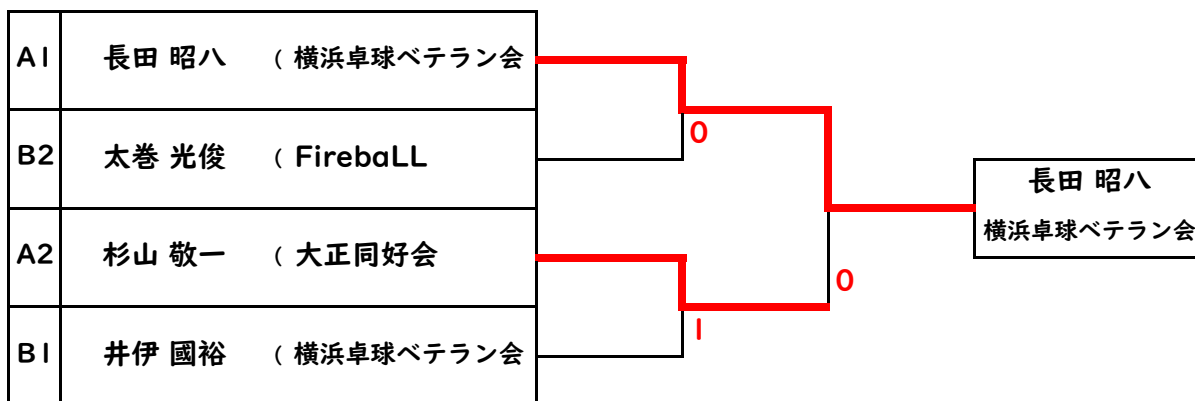 A1 長田 昭八 ( 横浜卓球ベテラン会
0
B2 太巻 光俊 ( FirebaLL
長田 昭八
横浜卓球ベテラン会
A2 杉山 敬一 ( 大正同好会
0
1
B1 井伊 國裕 ( 横浜卓球ベテラン会